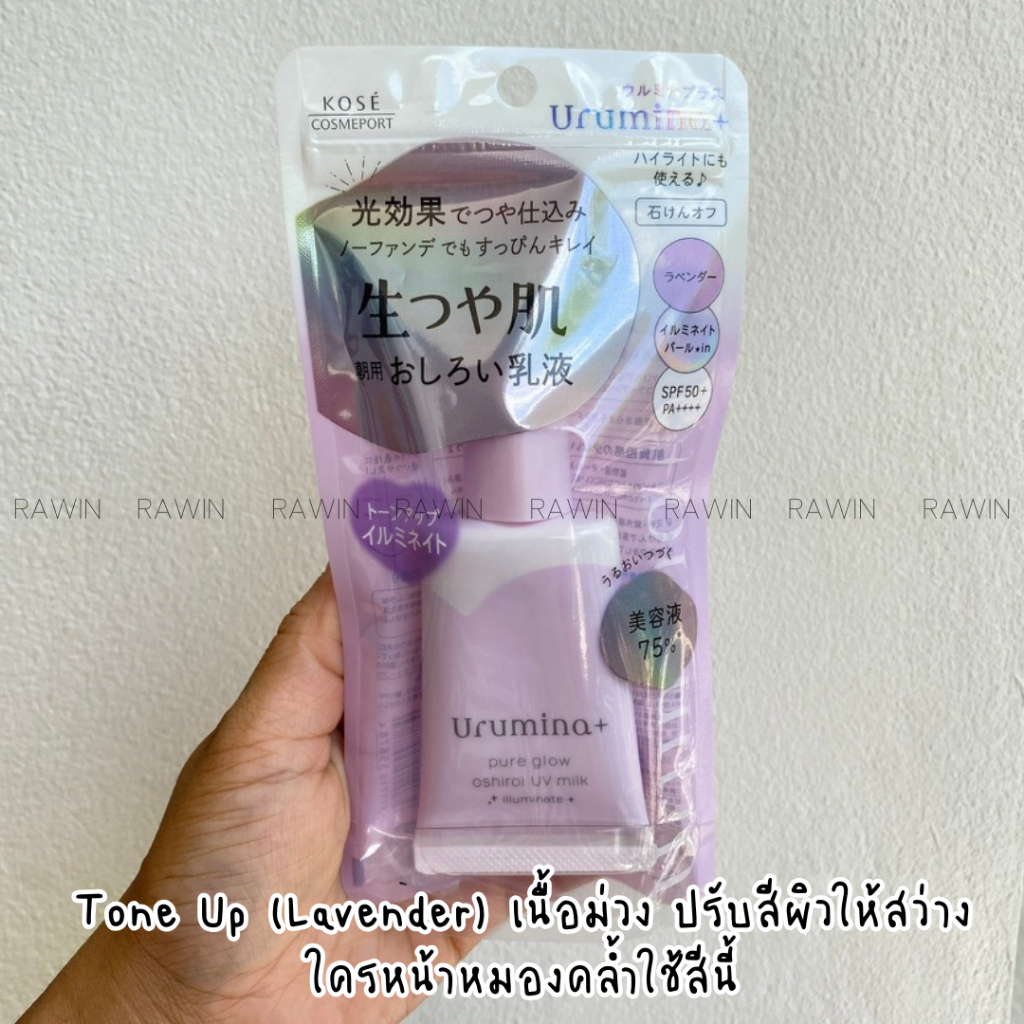 KOSÉ
COSMEPORT
ウルミナプラス
Urumina+
ハイライトにも
使える♪
石けんオフ
光効果でつや仕込み
ノーファンデでもすっぴんキレイ
生つや肌
朝用 おしろい乳液
ラベンダー
イルミネイト
パール★in
SPF50+
PA++++
トーンアップ
イルミネイト
RAWIN RAWIN RAWIN RAWIN RAWIN RAWIN RAWIN RAWIN
うるおいつづく
美容液
75%
Urumina+
pure glow
oshiroi UV milk
illuminate
Tone Up (Lavender) เนื้อม่วง ปรับสีผิวให้สว่าง
ใครหน้าหมองคล้ำใช้สีนี้